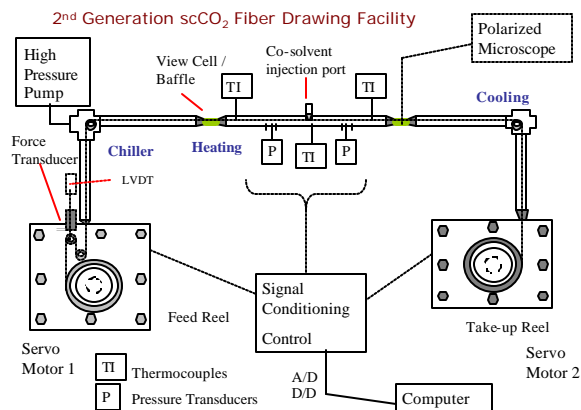 2nd Generation scCO2 Fiber Drawing Facility
High
Pressure
Pump
View Cell /
Baffle
Co-solvent
injection port
Polarized
Microscope
TI
TI
Cooling
Force
Transducer
Chiller
Heating
P
TI
P
LVDT
Signal
Conditioning
Control
Feed Reel
Take-up Reel
Servo
Motor 1
Servo
Motor 2
TI
Thermocouples
P
Pressure Transducers
A/D
D/D
Computer